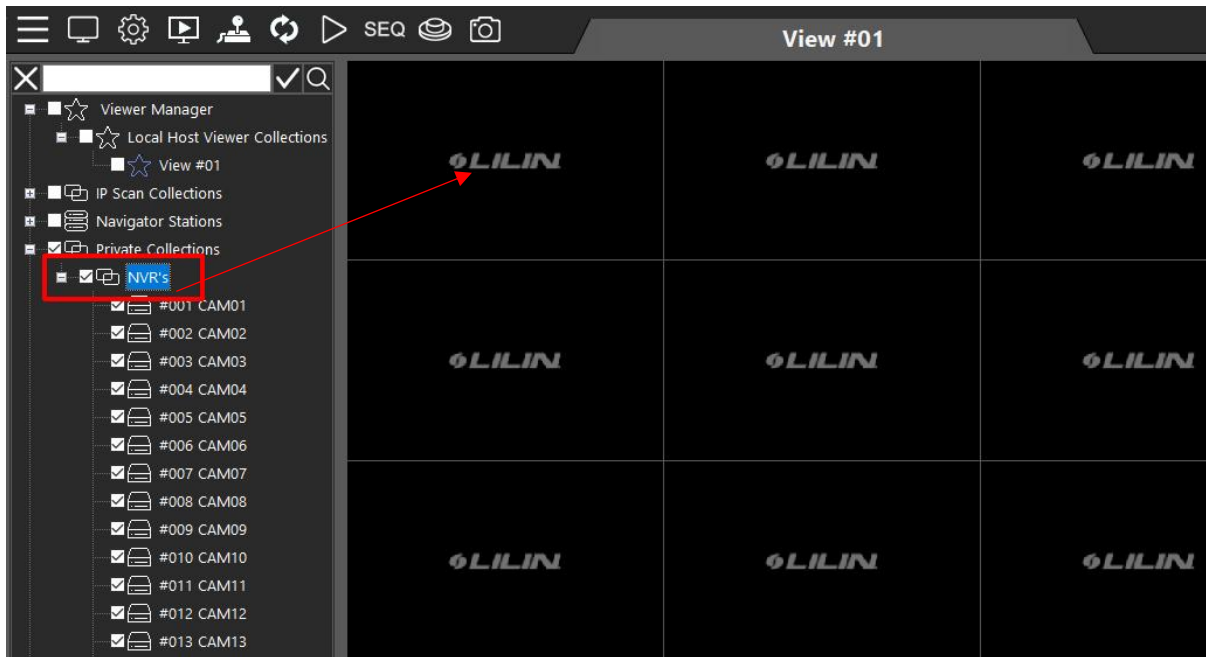 SEQ
View #01
Viewer Manager
Local Host Viewer Collections
View #01
IP Scan Collections
Navigator Stations
Private Collections
NVR's
#001 CAM01
#002 CAM02
#003 CAM03
#004 CAM04
#005 CAM05
#006 CAM06
#007 CAM07
#008 CAM08
#009 CAM09
#010 CAM10
#011 CAM11
#012 CAM12
#013 CAM13
LILIN LILIN LILIN
LILIN LILIN LILIN
LILIN LILIN LILIN